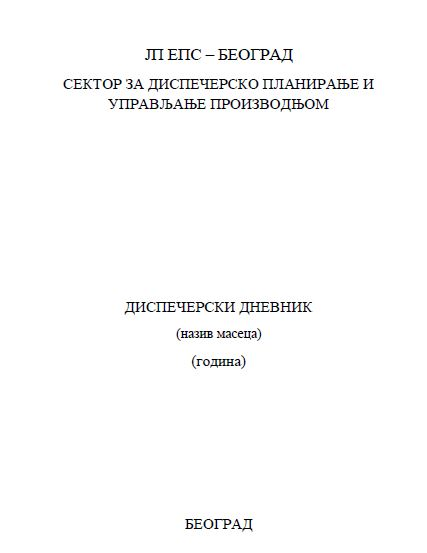 ЈП ЕПС – БЕОГРАД
СЕКТОР ЗА ДИСПЕЧЕРСКО ПЛАНИРАЊЕ И
УПРАВЉАЊЕ ПРОИЗВОДЊОМ
ДИСПЕЧЕРСКИ ДНЕВНИК
(назив масеца)
(година)
БЕОГРАД